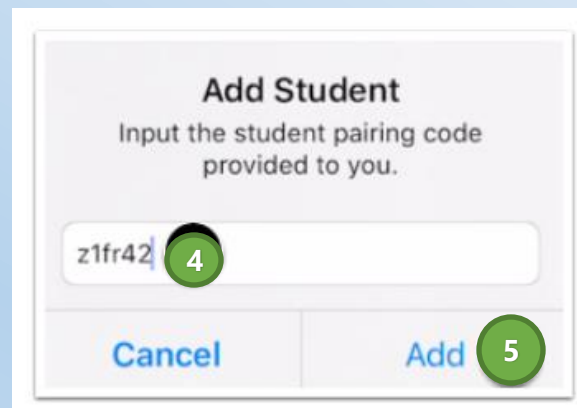 Add Student
Input the student pairing code
provided to you.
z1fr42 4
Cancel Add 5